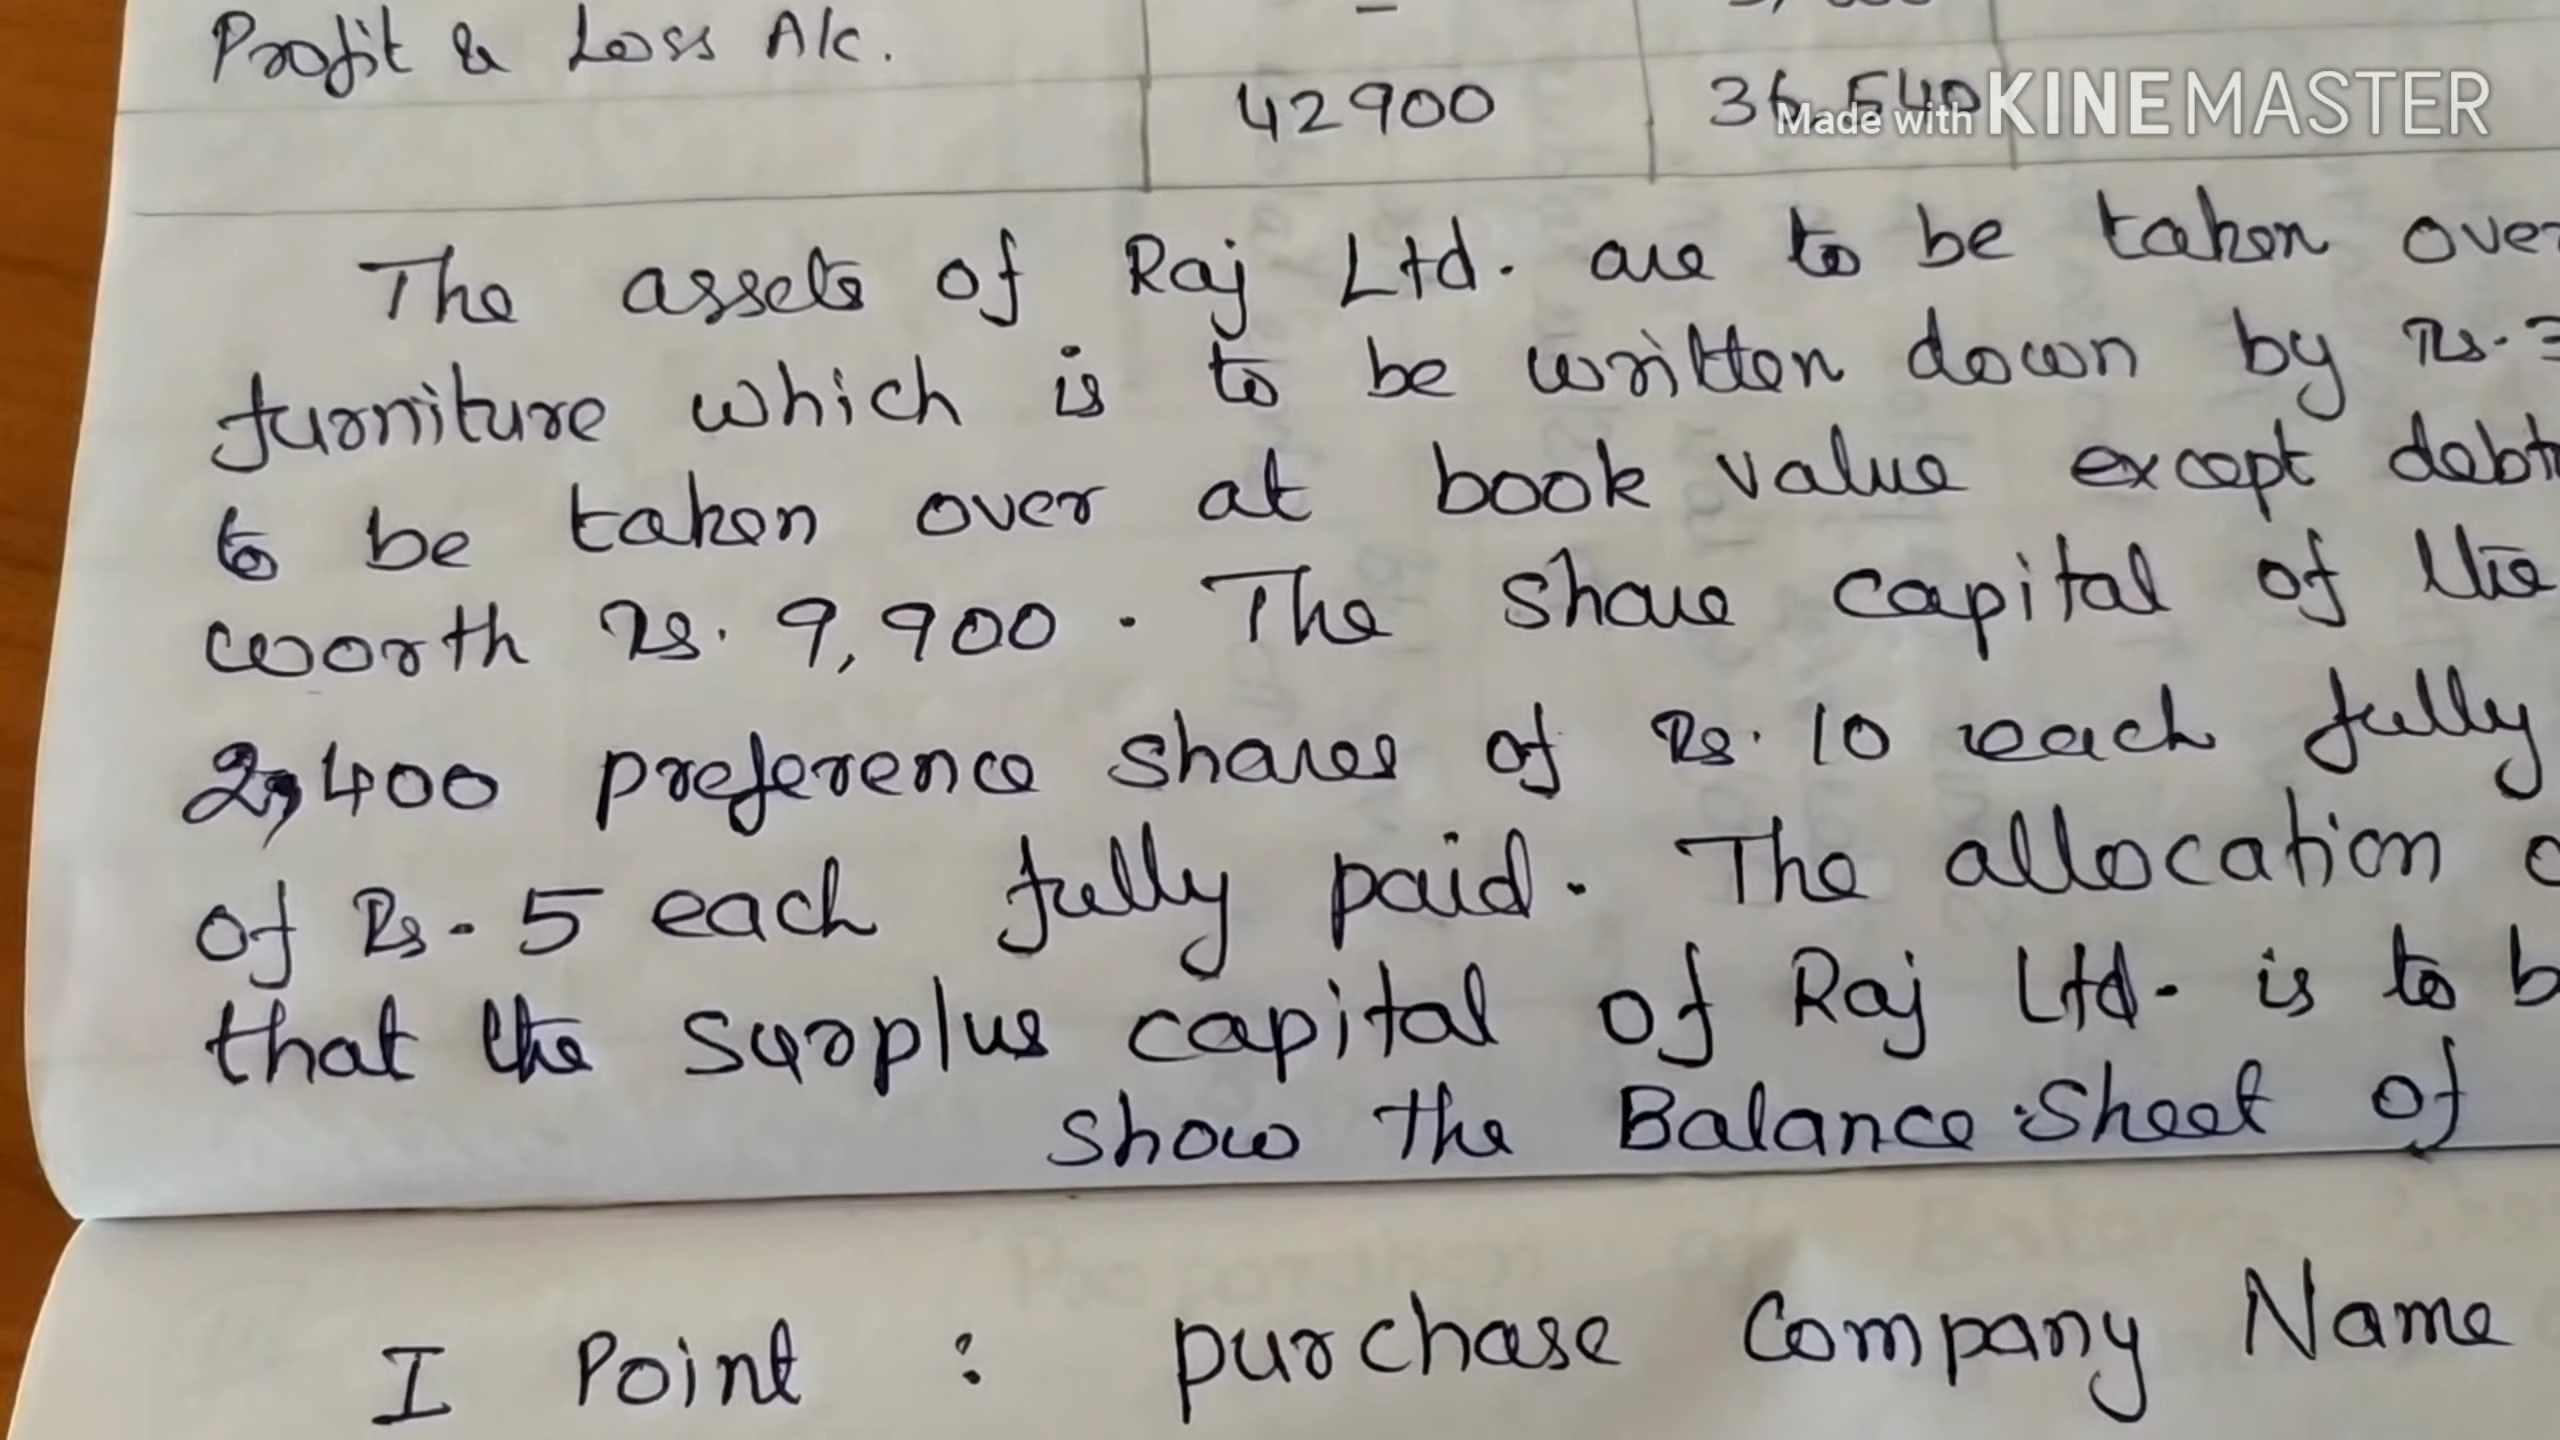 Profit & Loss A/c. -
42900 36,540
Made with KINEMASTER
The assets of Raj Ltd. are to be taken over
furniture which is to be written down by Rs.
to be taken over at book value except
worth Rs. 9,900. The share capital of the
2,400 preference shares of Rs. 10 each fully
of Rs. 5 each fully paid. The allocation
that the surplus capital of Raj Ltd. is to b
Show the Balance Sheet of
I Point : Purchase Company Name